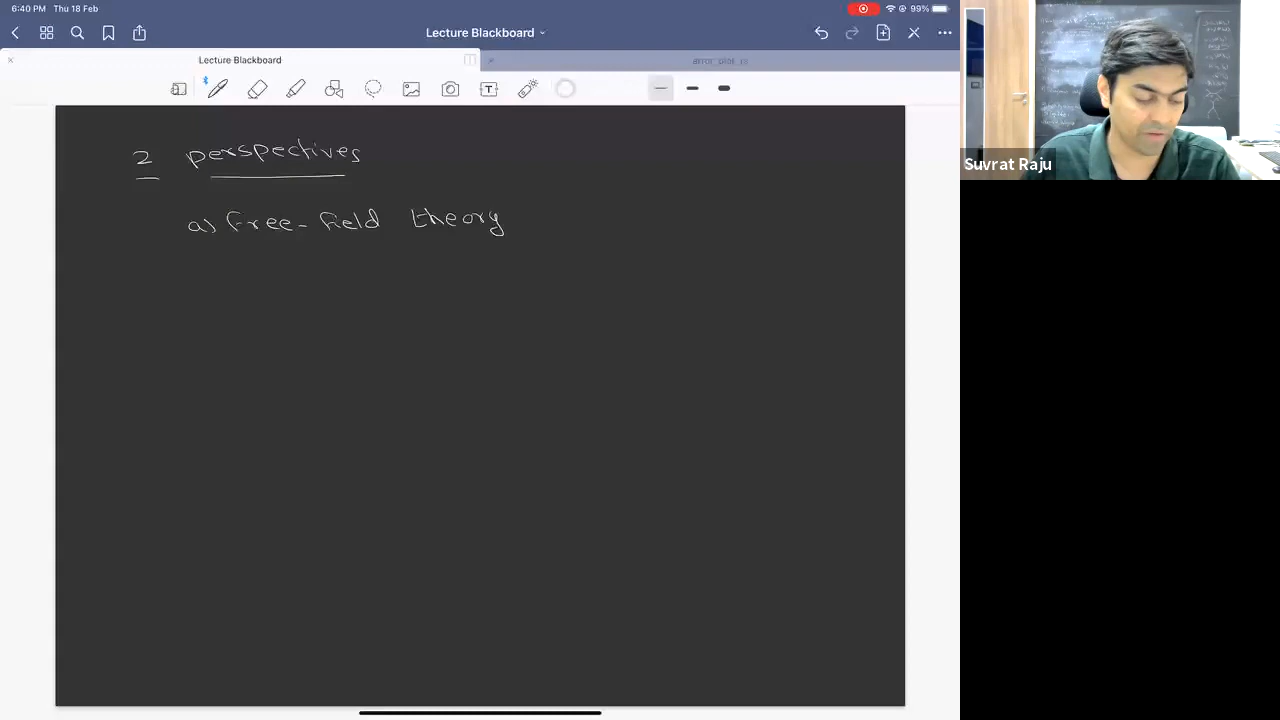 6:40 PM Thu 18 Feb
99%
Lecture Blackboard
Lecture Blackboard
T
2 perspectives
a) Free-field theory
Suvrat Raju